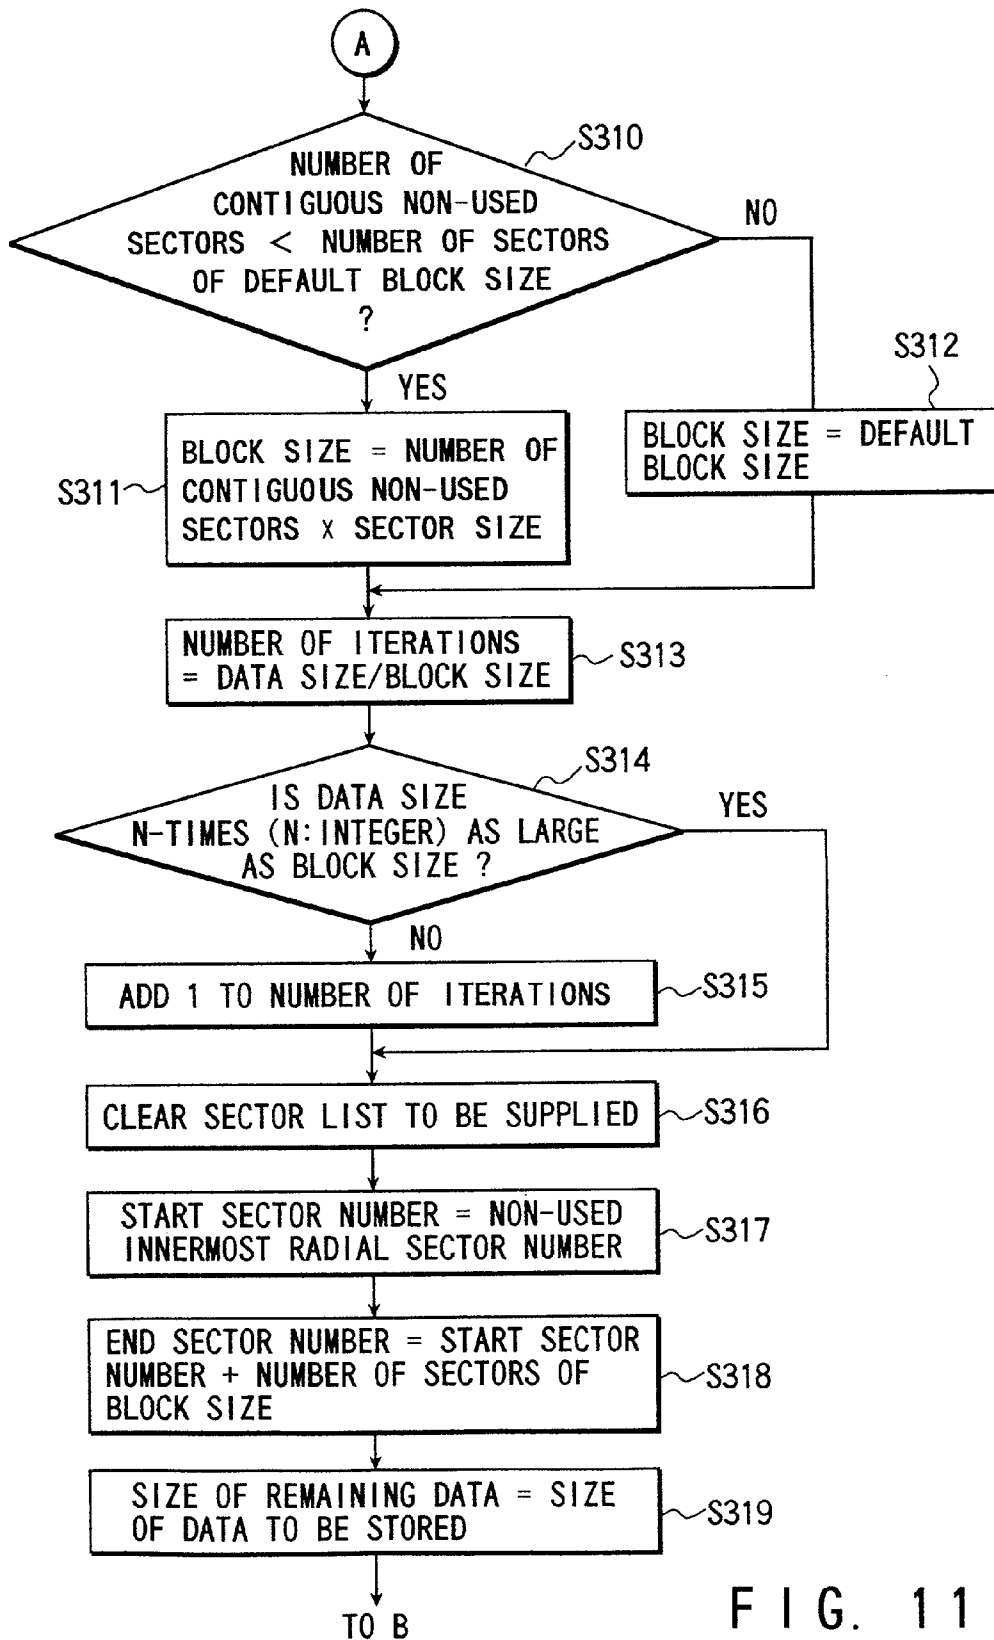 A
S310
NUMBER OF
CONTIGUOUS NON-USED
SECTORS < NUMBER OF SECTORS
OF DEFAULT BLOCK SIZE
?
NO
YES
S312
BLOCK SIZE = DEFAULT
BLOCK SIZE
S311
BLOCK SIZE = NUMBER OF
CONTIGUOUS NON-USED
SECTORS × SECTOR SIZE
NUMBER OF ITERATIONS
= DATA SIZE/BLOCK SIZE
S313
S314
IS DATA SIZE
N-TIMES (N:INTEGER) AS LARGE
AS BLOCK SIZE ?
YES
NO
ADD 1 TO NUMBER OF ITERATIONS
S315
CLEAR SECTOR LIST TO BE SUPPLIED
S316
START SECTOR NUMBER = NON-USED
INNERMOST RADIAL SECTOR NUMBER
S317
END SECTOR NUMBER = START SECTOR
NUMBER + NUMBER OF SECTORS OF
BLOCK SIZE
S318
SIZE OF REMAINING DATA = SIZE
OF DATA TO BE STORED
S319
TO B
FIG. 11